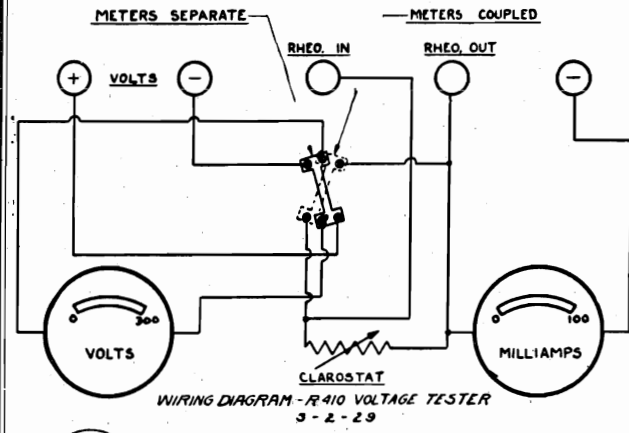 METERS SEPARATE
METERS COUPLED
RHEO. IN
RHEO. OUT
+ VOLTS - -
0 300
VOLTS
0 100
MILLIAMPS
CLAROSTAT
WIRING DIAGRAM - R410 VOLTAGE TESTER
3-2-29